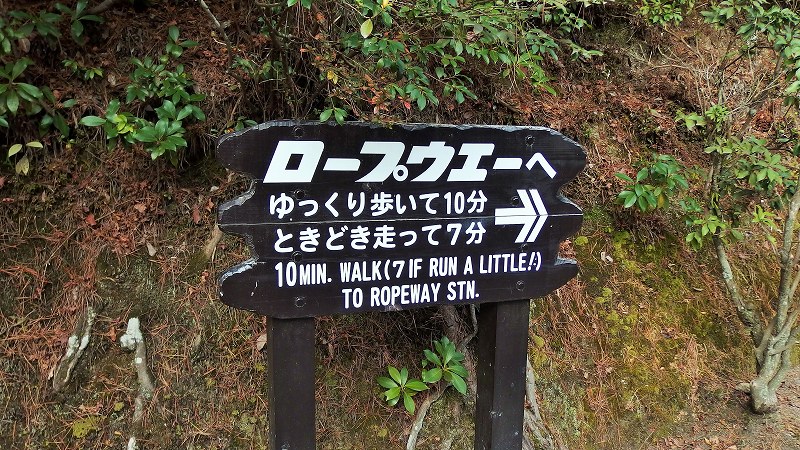 ロープウエーへ
ゆっくり歩いて10分
ときどき走って7分
10MIN. WALK(7 IF RUN A LITTLE!)
TO ROPEWAY STN.